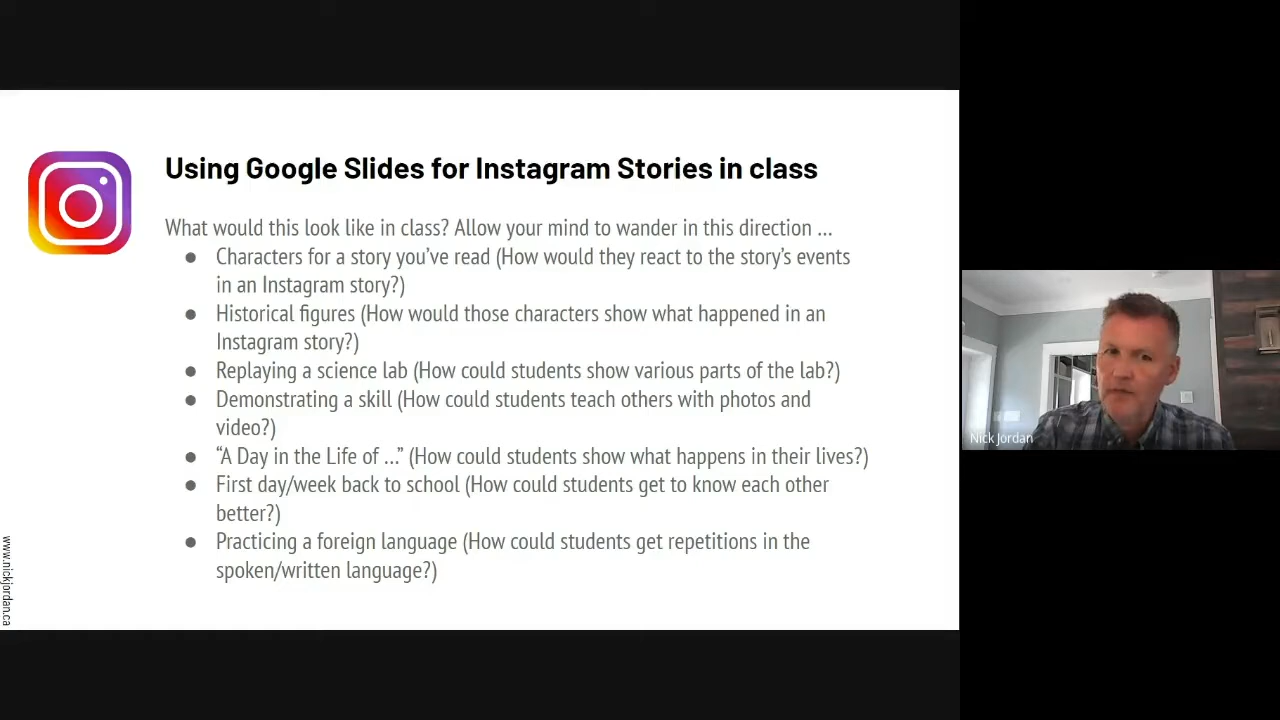 Using Google Slides for Instagram Stories in class
What would this look like in class? Allow your mind to wander in this direction ...
● Characters for a story you’ve read (How would they react to the story’s events
in an Instagram story?)
● Historical figures (How would those characters show what happened in an
Instagram story?)
● Replaying a science lab (How could students show various parts of the lab?)
● Demonstrating a skill (How could students teach others with photos and
video?)
● “A Day in the Life of ...” (How could students show what happens in their lives?)
● First day/week back to school (How could students get to know each other
better?)
● Practicing a foreign language (How could students get repetitions in the
spoken/written language?)
www.nickjordan.ca
Nick Jordan